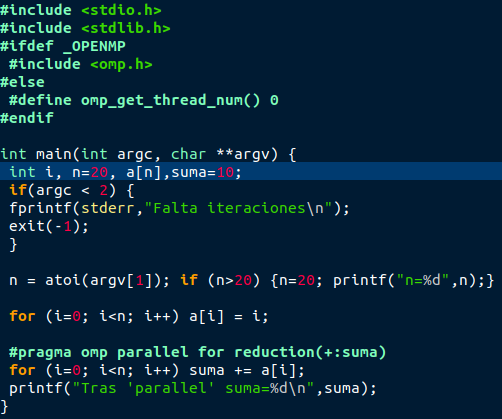 #include <stdio.h>
#include <stdlib.h>
#ifdef _OPENMP
 #include <omp.h>
#else
 #define omp_get_thread_num() 0
#endif

int main(int argc, char **argv) {
 int i, n=20, a[n],suma=10;
 if(argc < 2) {
 fprintf(stderr,"Falta iteraciones\n");
 exit(-1);
 }

 n = atoi(argv[1]); if (n>20) {n=20; printf("n=%d",n);}

 for (i=0; i<n; i++) a[i] = i;

 #pragma omp parallel for reduction(+:suma)
 for (i=0; i<n; i++) suma += a[i];
 printf("Tras 'parallel' suma=%d\n",suma);
}